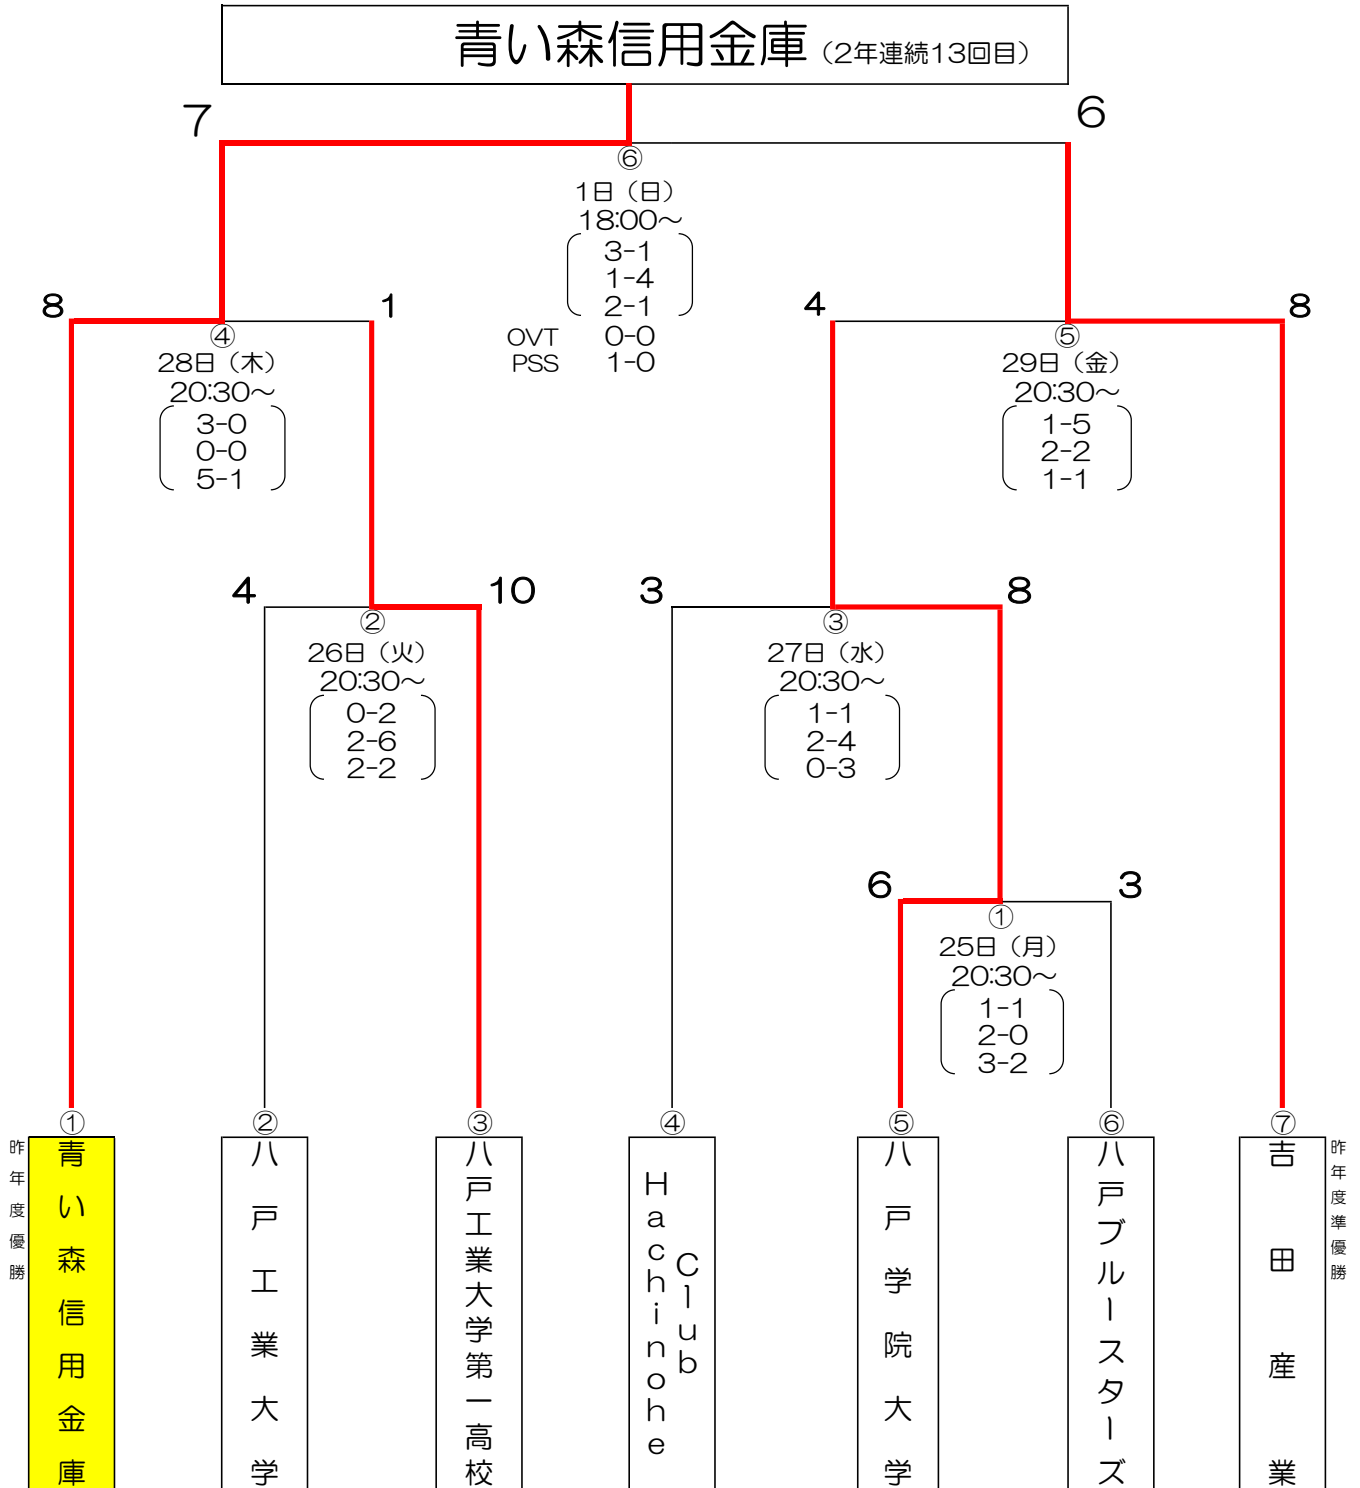 青い森信用金庫（2年連続13回目）
7
6
⑥
1日（日）
18:00～
3-1
1-4
2-1
OVT 0-0
PSS 1-0
8
1
④
28日（木）
20:30～
3-0
0-0
5-1
4
8
⑤
29日（金）
20:30～
1-5
2-2
1-1
4
10
②
26日（火）
20:30～
0-2
2-6
2-2
3
8
③
27日（水）
20:30～
1-1
2-4
0-3
6
3
①
25日（月）
20:30～
1-1
2-0
3-2
①
②
③
④
⑤
⑥
⑦
昨年度優勝
青い森信用金庫
八戸工業大学
八戸工業大学第一高校
Hachinohe
Club
八戸学院大学
八戸ブルースターズ
吉田産業
昨年度準優勝